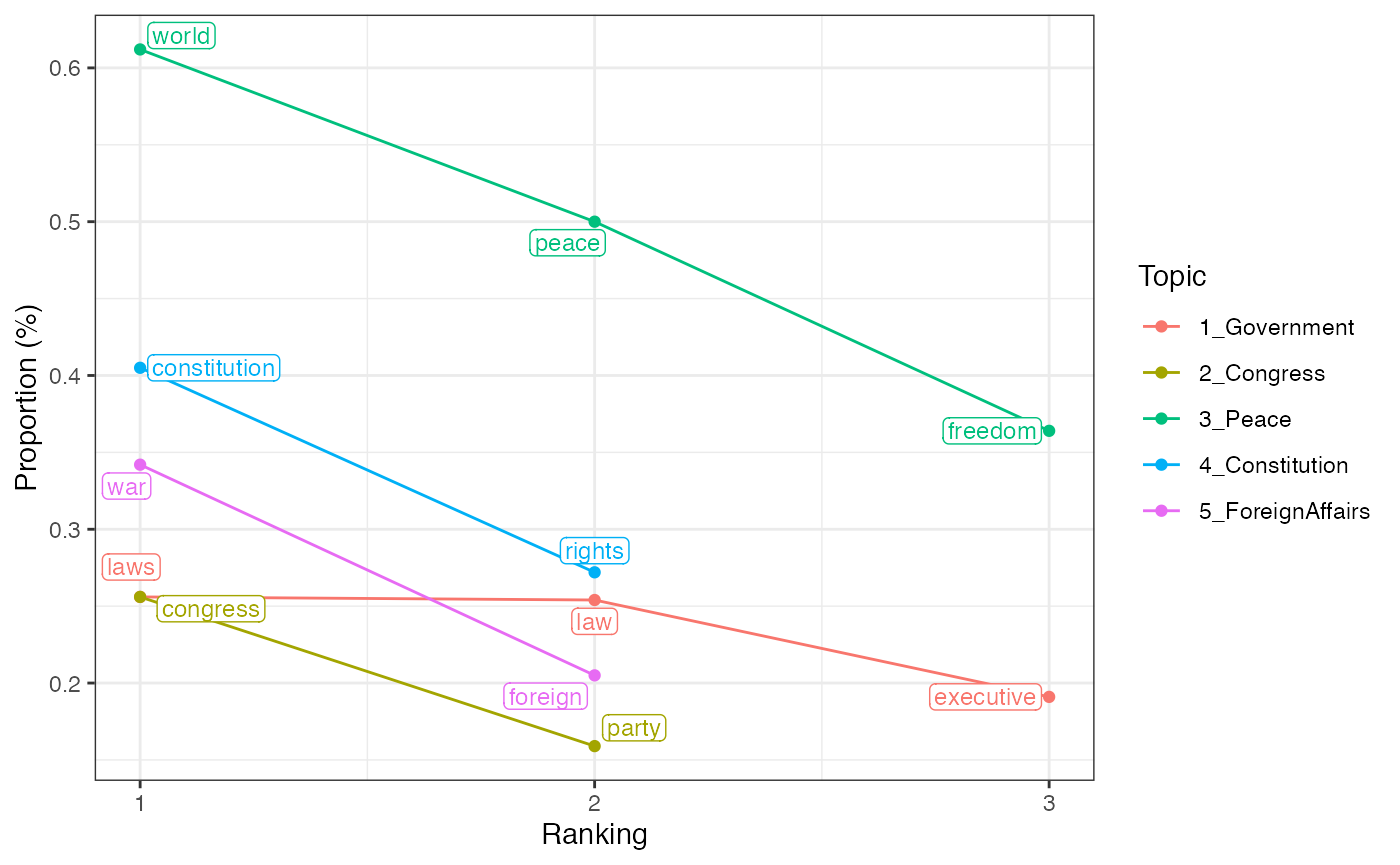 world
0.6
0.5
peace
0.4
constitution
freedom
war
0.3
rights
laws
congress
law
0.2
foreign
executive
party
1
2
3
Ranking
Proportion (%)
Topic
1_Government
2_Congress
3_Peace
4_Constitution
5_ForeignAffairs